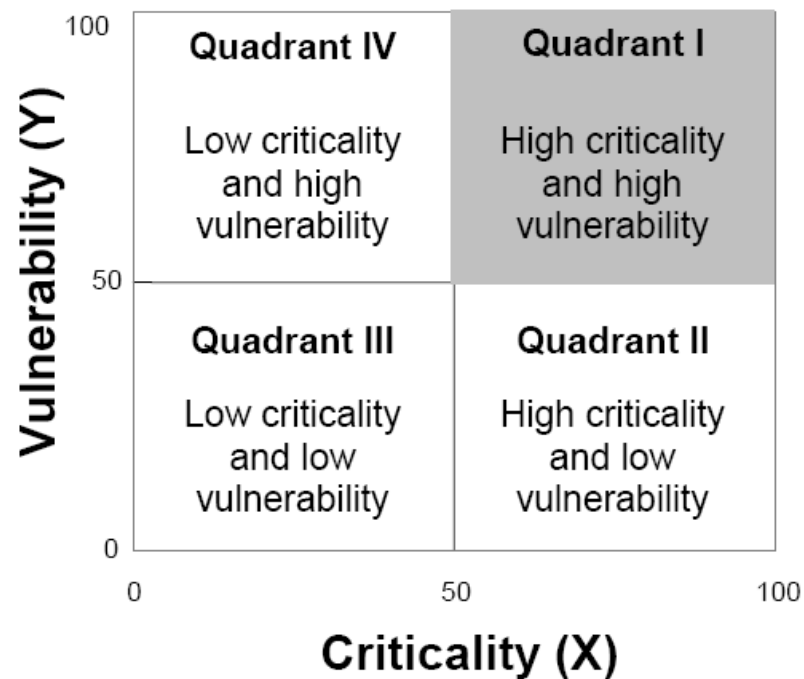 100
Quadrant IV
Low criticality
and high
vulnerability
Quadrant I
High criticality
and high
vulnerability
Vulnerability (Y)
50
Quadrant III
Low criticality
and low
vulnerability
Quadrant II
High criticality
and low
vulnerability
0
0
50
100
Criticality (X)